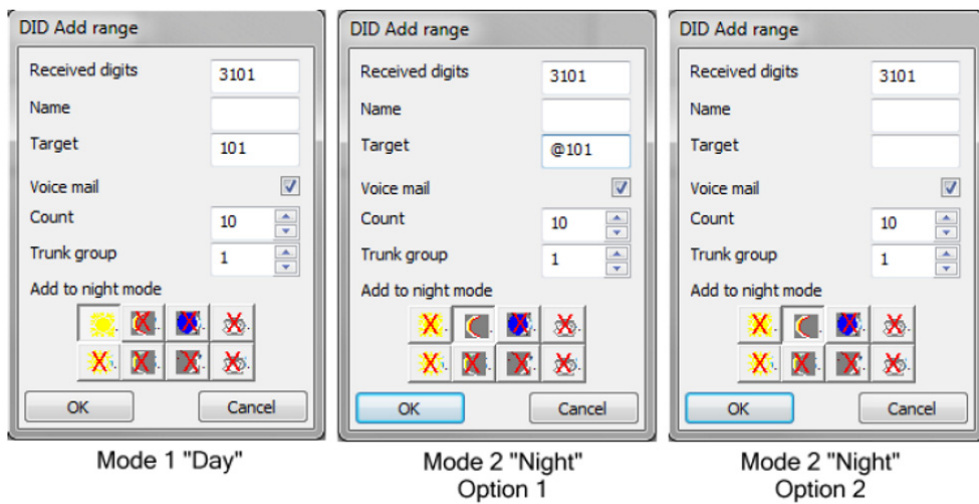 DID Add range
Received digits 3101
Name
Target 101
Voice mail
Count 10
Trunk group 1
Add to night mode
OK Cancel
Mode 1 "Day"
DID Add range
Received digits 3101
Name
Target @101
Voice mail
Count 10
Trunk group 1
Add to night mode
OK Cancel
Mode 2 "Night"
Option 1
DID Add range
Received digits 3101
Name
Target
Voice mail
Count 10
Trunk group 1
Add to night mode
OK Cancel
Mode 2 "Night"
Option 2